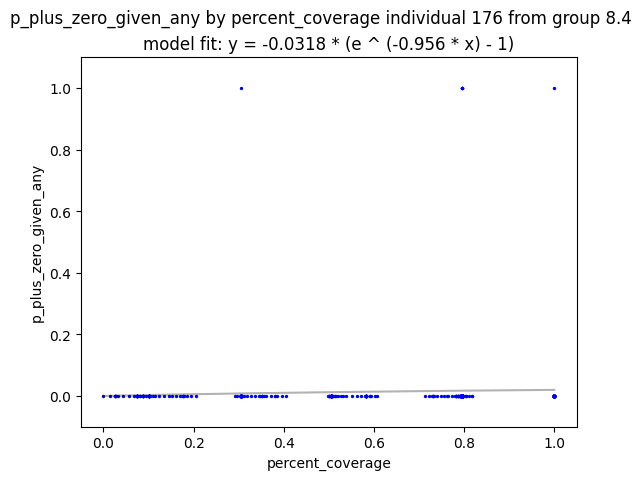 p_plus_zero_given_any by percent_coverage individual 176 from group 8.4
model fit: y = -0.0318 * (e ^ (-0.956 * x) - 1)
1.0
0.8
0.6
0.4
0.2
0.0
p_plus_zero_given_any
0.0 0.2 0.4 0.6 0.8 1.0
percent_coverage